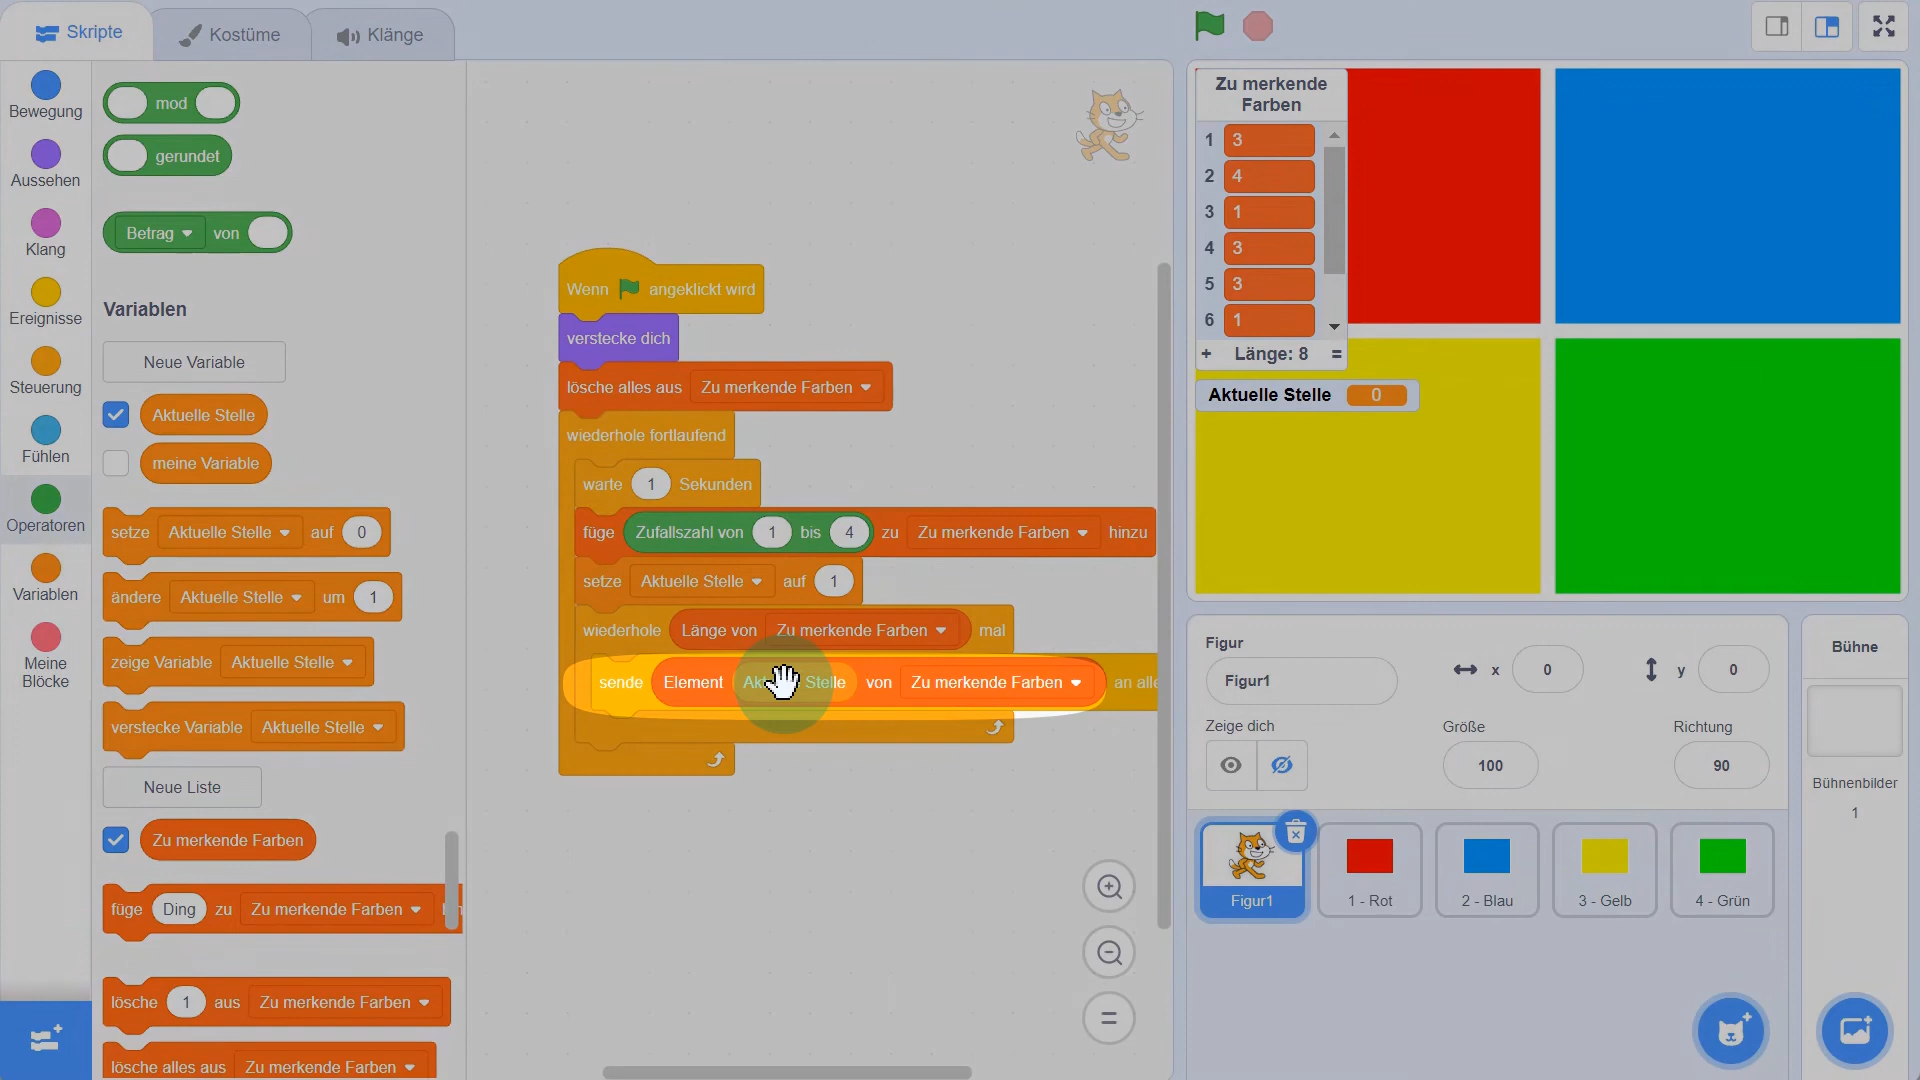 Skripte
Kostüme
Klänge
Bewegung
Aussehen
Klang
Ereignisse
Steuerung
Fühlen
Operatoren
Variablen
Meine
Blöcke
mod
gerundet
Betrag von
Variablen
Neue Variable
Aktuelle Stelle
meine Variable
setze Aktuelle Stelle auf 0
ändere Aktuelle Stelle um 1
zeige Variable Aktuelle Stelle
verstecke Variable Aktuelle Stelle
Neue Liste
Zu merkende Farben
füge Ding zu Zu merkende Farben
lösche 1 aus Zu merkende Farben
lösche alles aus Zu merkende Farben
Wenn angeklickt wird
verstecke dich
lösche alles aus Zu merkende Farben
wiederhole fortlaufend
warte 1 Sekunden
füge Zufallszahl von 1 bis 4 zu Zu merkende Farben hinzu
setze Aktuelle Stelle auf 1
wiederhole Länge von Zu merkende Farben mal
sende Element Stelle von Zu merkende Farben an
Zu merkende
Farben
1 3
2 4
3 1
4 3
5 3
6 1
+ Länge: 8 =
Aktuelle Stelle 0
Figur
Figur1
x 0
y 0
Zeige dich
Größe
100
Richtung
90
Figur1
1 - Rot
2 - Blau
3 - Gelb
4 - Grün
Bühne
Bühnenbilder
1